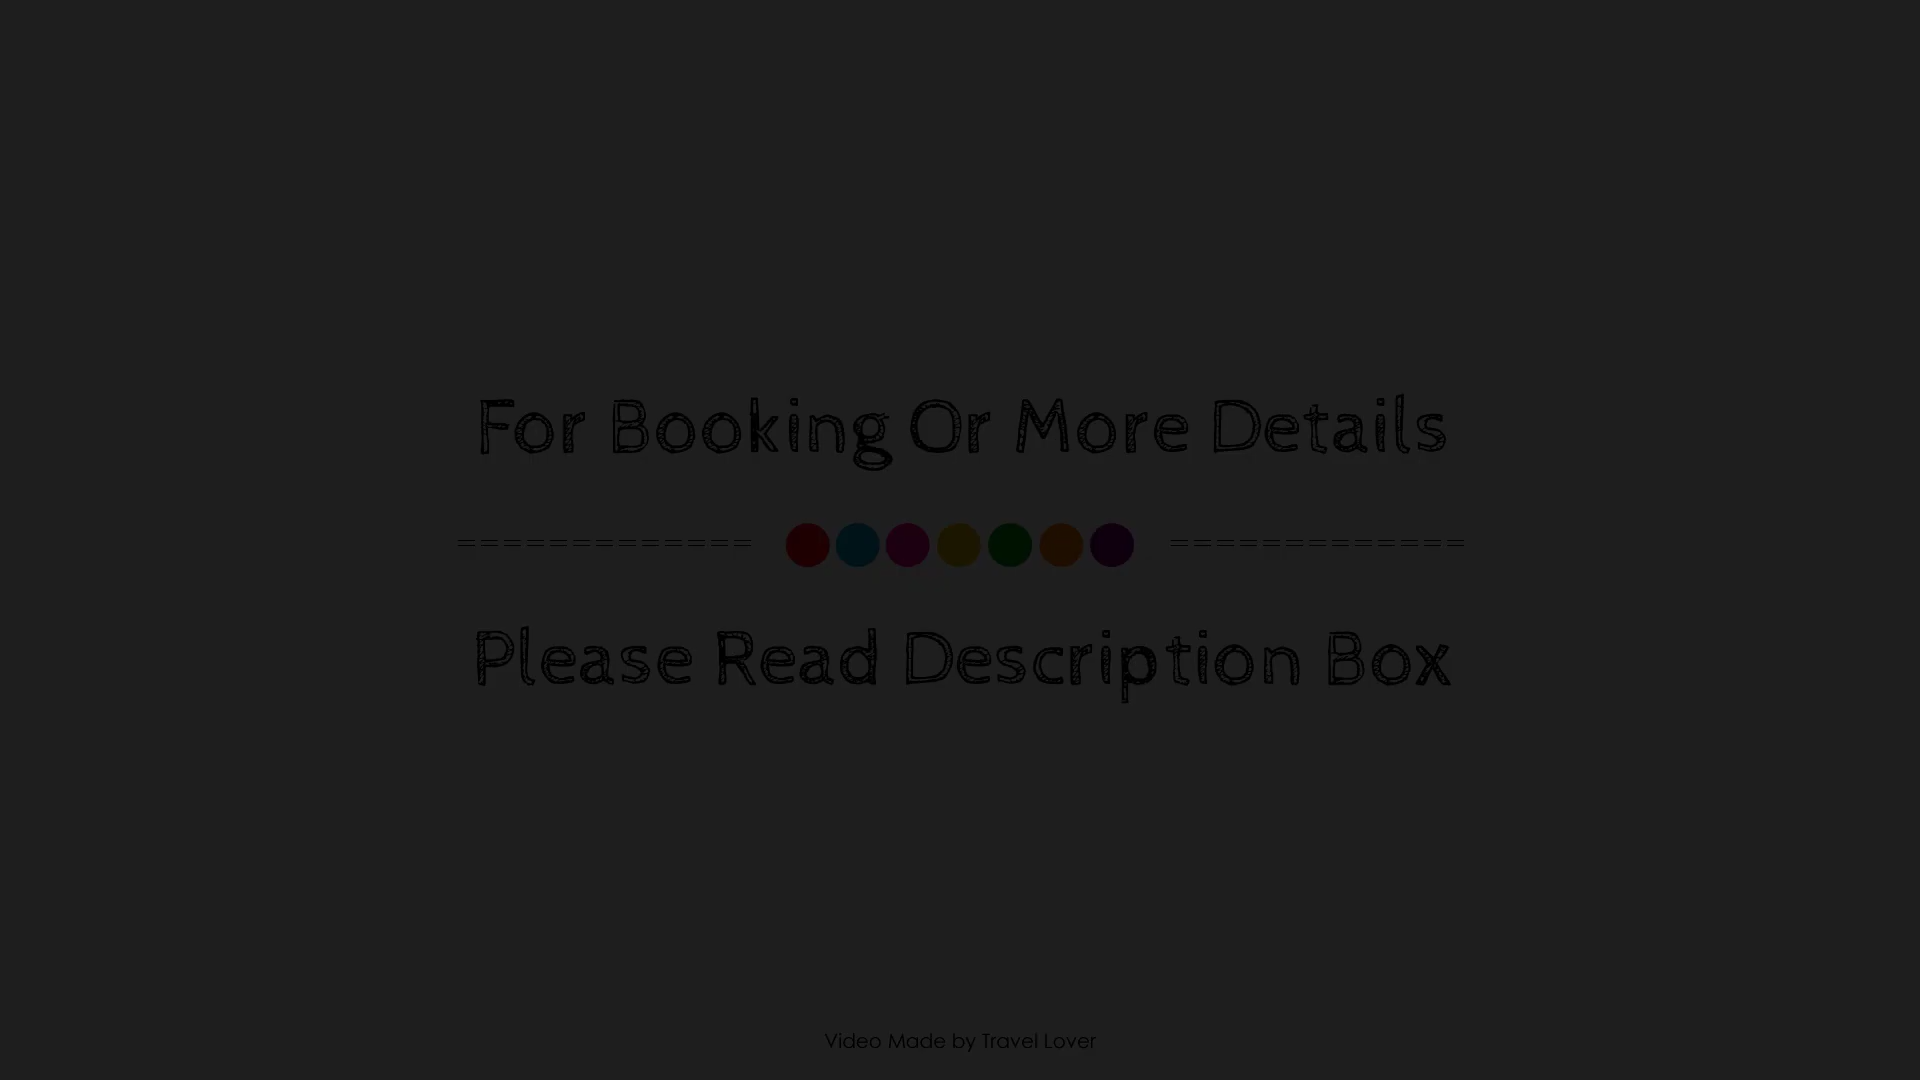 For Booking Or More Details
============= =============
Please Read Description Box
Video Made by Travel Lover